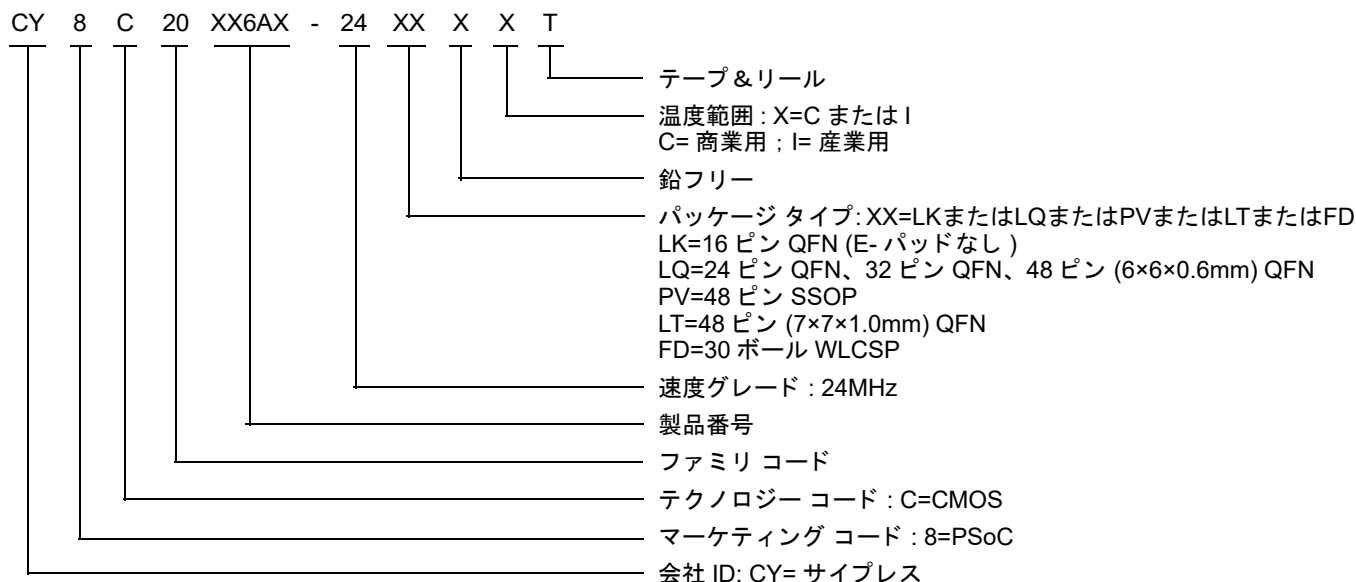 CY 8 C 20 XX6AX - 24 XX X X T
テープ＆リール
温度範囲 : X=C または I
C= 商業用 ; I= 産業用
鉛フリー
パッケージ タイプ: XX=LKまたはLQまたはPVまたはLTまたはFD
LK=16 ピン QFN (E- パッドなし )
LQ=24 ピン QFN、32 ピン QFN、48 ピン (6×6×0.6mm) QFN
PV=48 ピン SSOP
LT=48 ピン (7×7×1.0mm) QFN
FD=30 ボール WLCSP
速度グレード : 24MHz
製品番号
ファミリ コード
テクノロジー コード : C=CMOS
マーケティング コード : 8=PSoC
会社 ID: CY= サイプレス